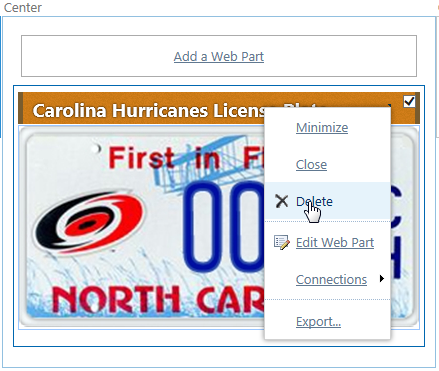 Center
Add a Web Part
Carolina Hurricanes License
Minimize
First in
Close
Delete
00
Edit Web Part
Connections
NORTH CAR
Export...